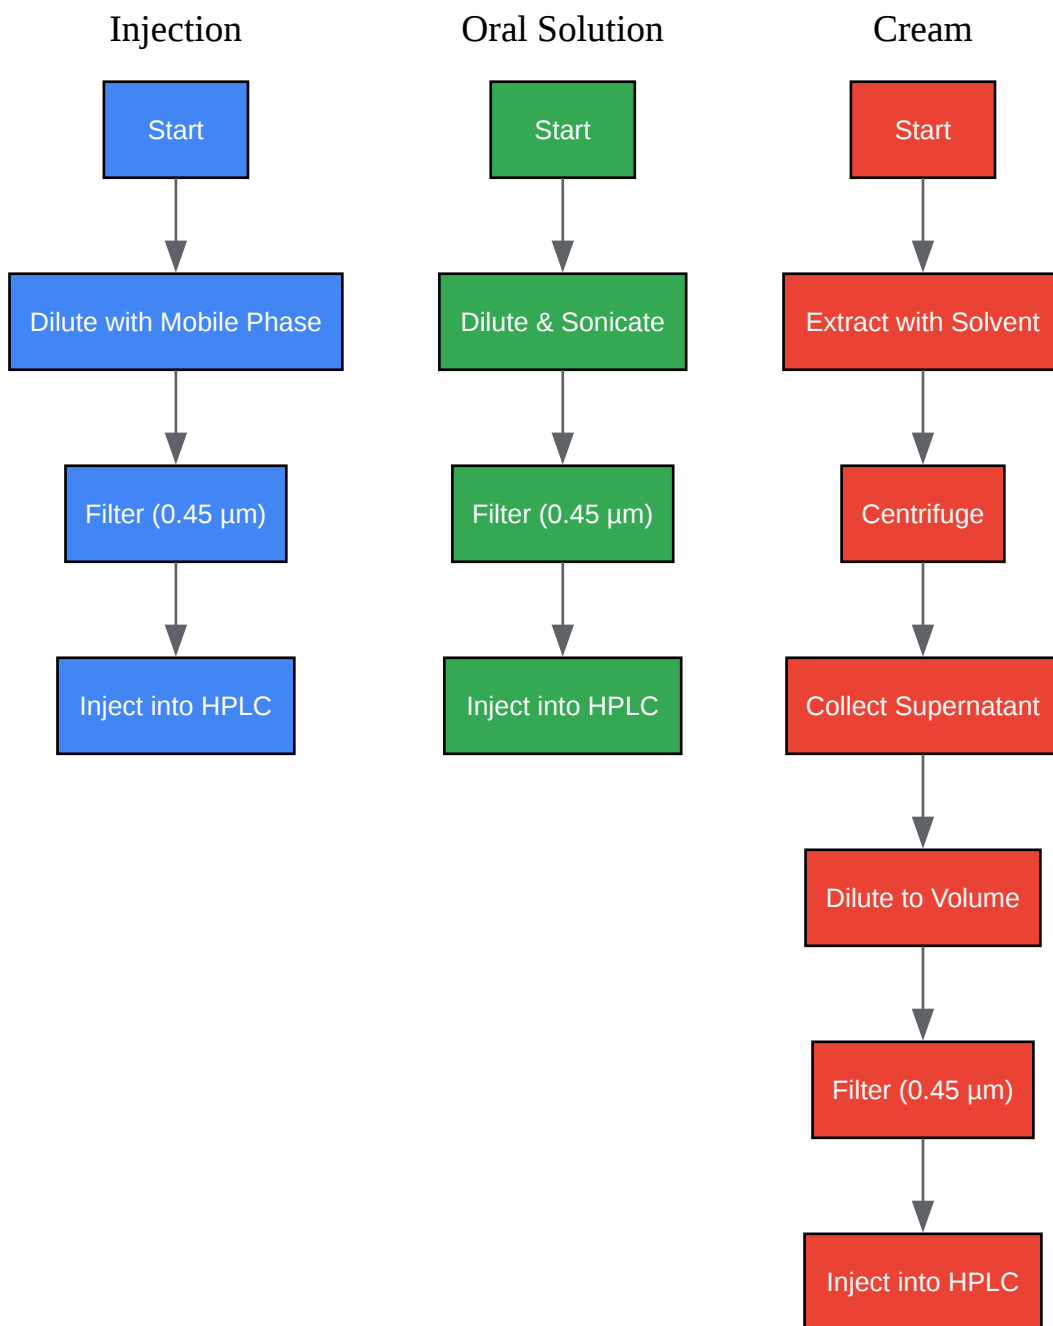 Injection
Start
Dilute with Mobile Phase
Filter (0.45 µm)
Inject into HPLC
Oral Solution
Start
Dilute & Sonicate
Filter (0.45 µm)
Inject into HPLC
Cream
Start
Extract with Solvent
Centrifuge
Collect Supernatant
Dilute to Volume
Filter (0.45 µm)
Inject into HPLC